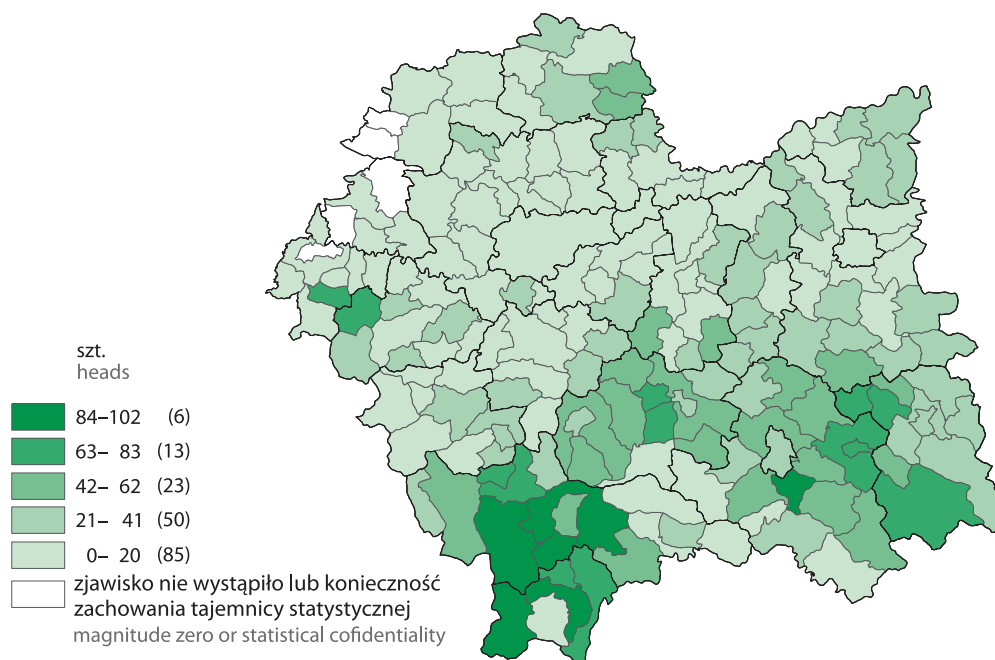 szt.
heads
84–102 (6)
63– 83 (13)
42– 62 (23)
21– 41 (50)
0– 20 (85)
zjawisko nie wystąpiło lub konieczność
zachowania tajemnicy statystycznej
magnitude zero or statistical cofidentiality